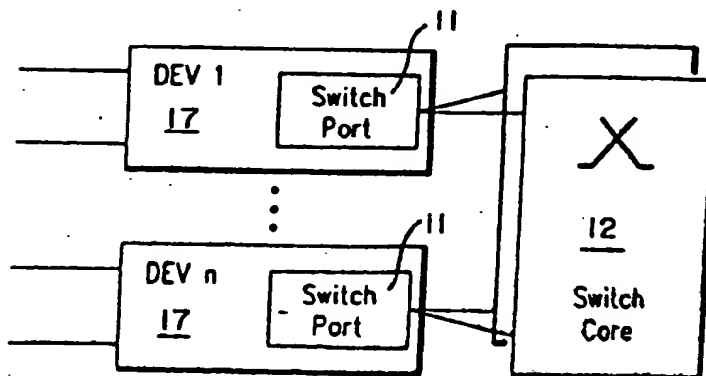 11
DEV 1
17
Switch
Port
12
Switch
Core
11
DEV n
17
Switch
Port